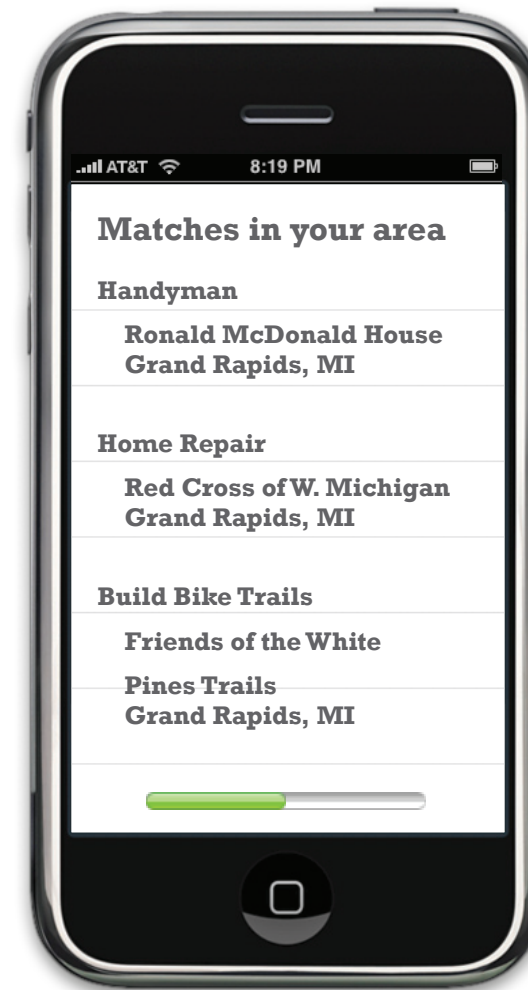 AT&T 8:19 PM
Matches in your area
Handyman
Ronald McDonald House
Grand Rapids, MI
Home Repair
Red Cross of W. Michigan
Grand Rapids, MI
Build Bike Trails
Friends of the White
Pines Trails
Grand Rapids, MI